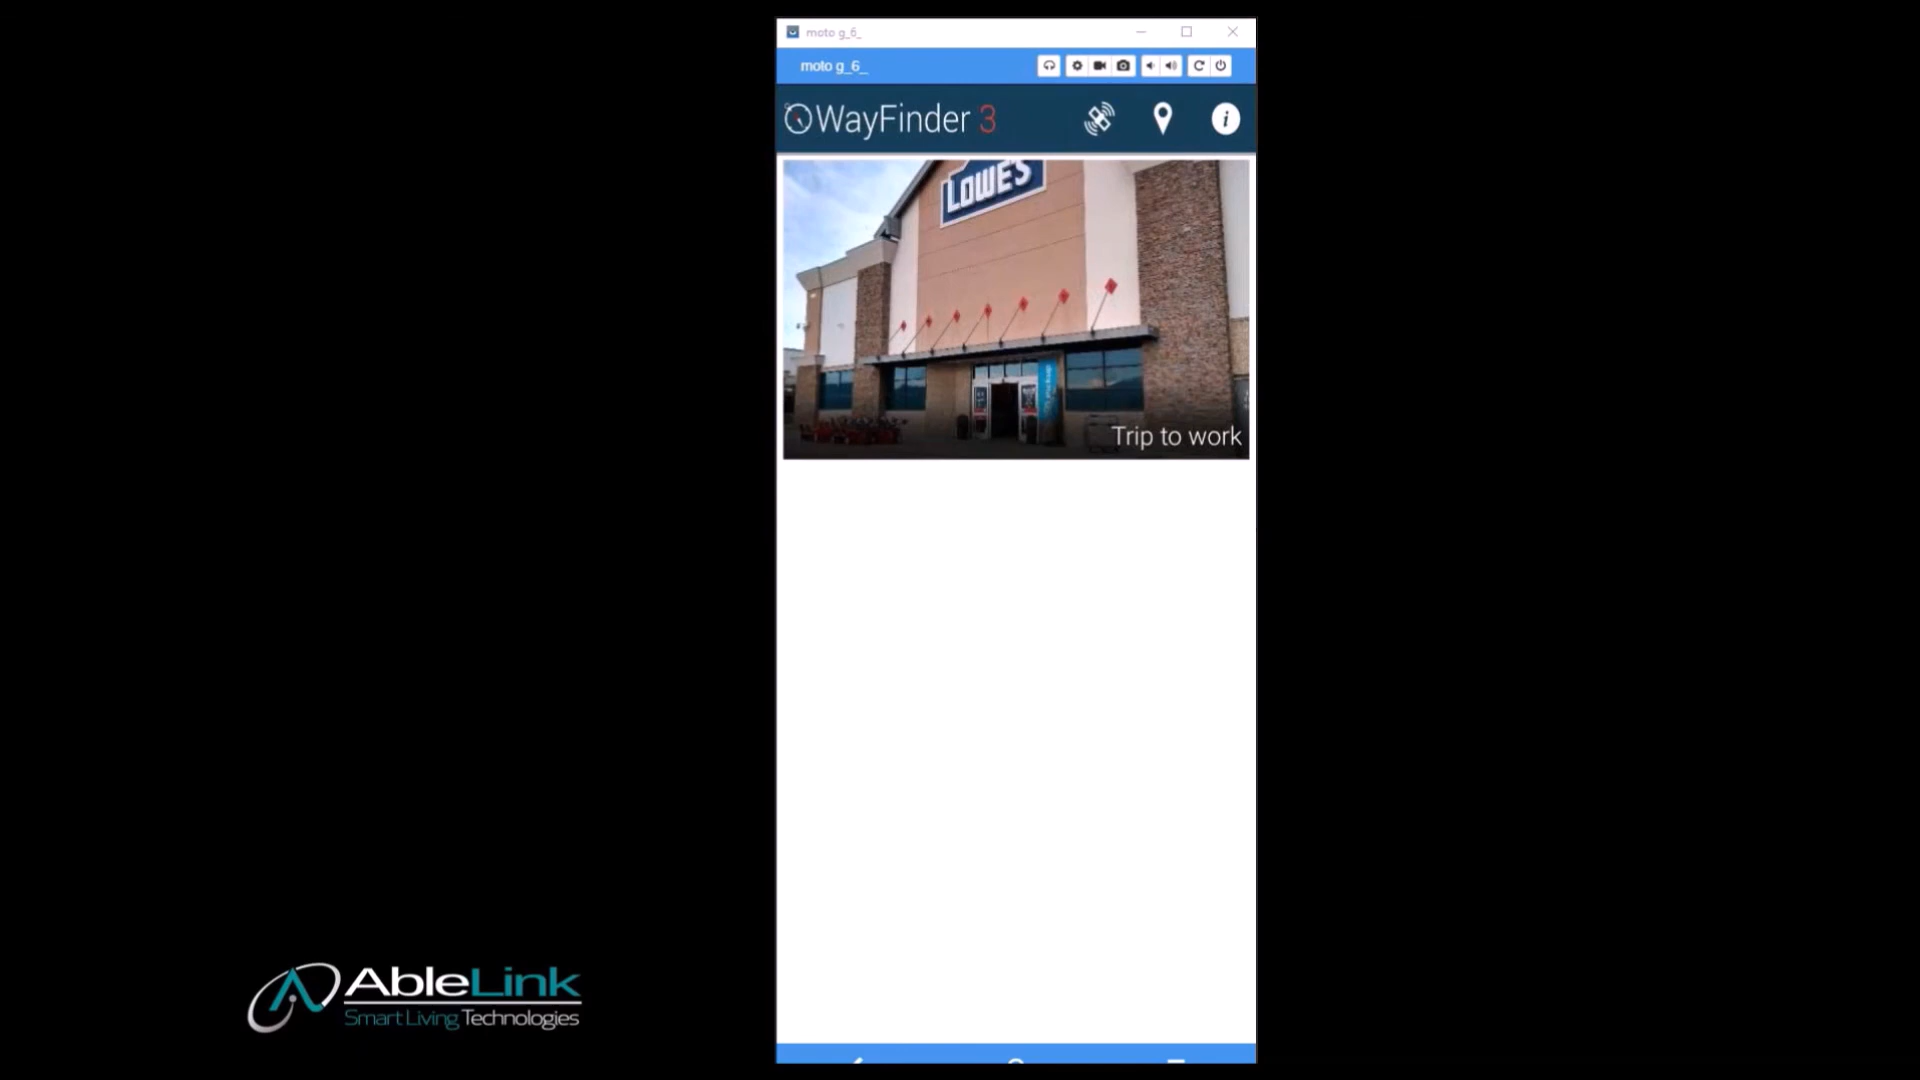 moto g_6_
moto g_6_
WayFinder 3
i
LOWE'S
Trip to work
AbleLink
Smart Living Technologies